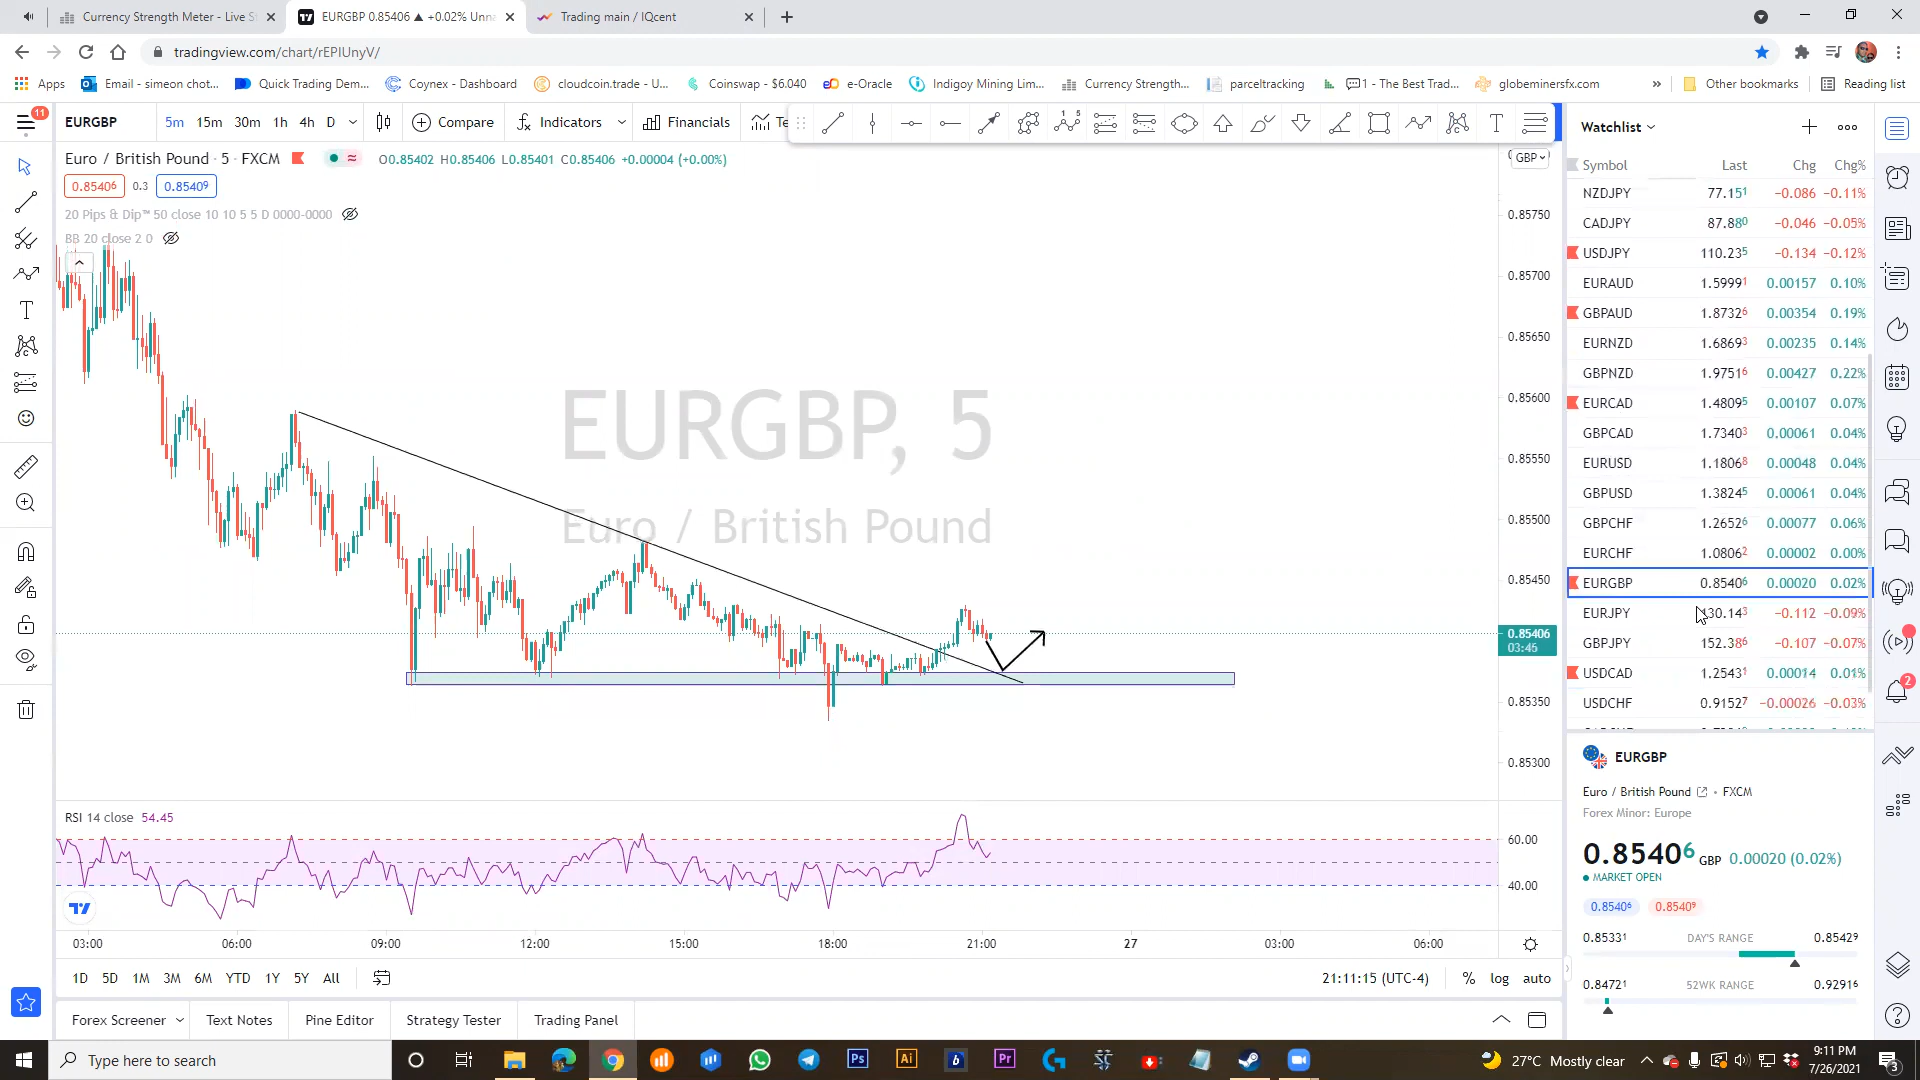 Currency Strength Meter - Live S
EURGBP 0.85406 ▲ +0.02% Unna
Trading main / IQcent
tradingview.com/chart/rEPIUnyV/
Apps Email - simeon chot... Quick Trading Dem... Coynex - Dashboard cloudcoin.trade - U... Coinswap - $6.040 e-Oracle Indigoy Mining Lim... Currency Strength... parceltracking 1 - The Best Trad... globeminersfx.com » Other bookmarks Reading list
11
EURGBP 5m 15m 30m 1h 4h D Compare Indicators Financials Te
Euro / British Pound · 5 · FXCM O0.85402 H0.85406 L0.85401 C0.85406 +0.00004 (+0.00%)
0.85406 0.3 0.85409
20 Pips & Dip™ 50 close 10 10 5 5 D 0000-0000
BB 20 close 2 0
EURGBP, 5
Euro / British Pound
GBP
0.85750
0.85700
0.85650
0.85600
0.85550
0.85500
0.85450
0.85406
03:45
0.85350
0.85300
RSI 14 close 54.45
60.00
40.00
03:00 06:00 09:00 12:00 15:00 18:00 21:00 27 03:00 06:00
1D 5D 1M 3M 6M YTD 1Y 5Y All
21:11:15 (UTC-4) % log auto
Forex Screener Text Notes Pine Editor Strategy Tester Trading Panel
Watchlist
Symbol Last Chg Chg%
NZDJPY 77.151 −0.086 −0.11%
CADJPY 87.880 −0.046 −0.05%
USDJPY 110.235 −0.134 −0.12%
EURAUD 1.59991 0.00157 0.10%
GBPAUD 1.87326 0.00354 0.19%
EURNZD 1.68693 0.00235 0.14%
GBPNZD 1.97516 0.00427 0.22%
EURCAD 1.48095 0.00107 0.07%
GBPCAD 1.73403 0.00061 0.04%
EURUSD 1.18068 0.00048 0.04%
GBPUSD 1.38245 0.00061 0.04%
GBPCHF 1.26526 0.00077 0.06%
EURCHF 1.08062 0.00002 0.00%
EURGBP 0.85406 0.00020 0.02%
EURJPY 130.143 −0.112 −0.09%
GBPJPY 152.386 −0.107 −0.07%
USDCAD 1.25431 0.00014 0.01%
USDCHF 0.91527 −0.00026 −0.03%
EURGBP
Euro / British Pound • FXCM
Forex Minor: Europe
0.85406 GBP 0.00020 (0.02%)
MARKET OPEN
0.85406 0.85409
0.85331 DAY'S RANGE 0.85429
0.84721 52WK RANGE 0.92916
2
Type here to search
27°C Mostly clear
9:11 PM
7/26/2021
3